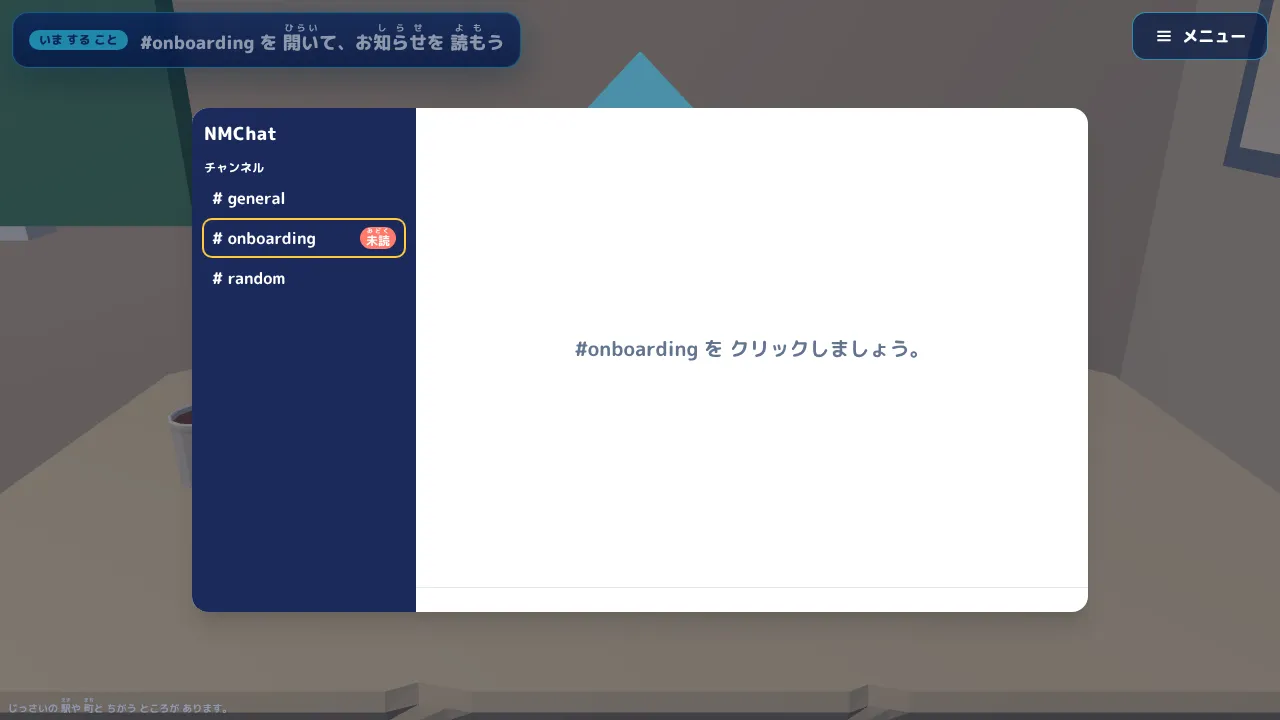 いま する こと #onboarding を 開いて、お知らせを 読もう
メニュー
NMChat
チャンネル
# general
# onboarding 未読
# random
#onboarding を クリックしましょう。
じっさいの 駅や 町と ちがう ところが あります。